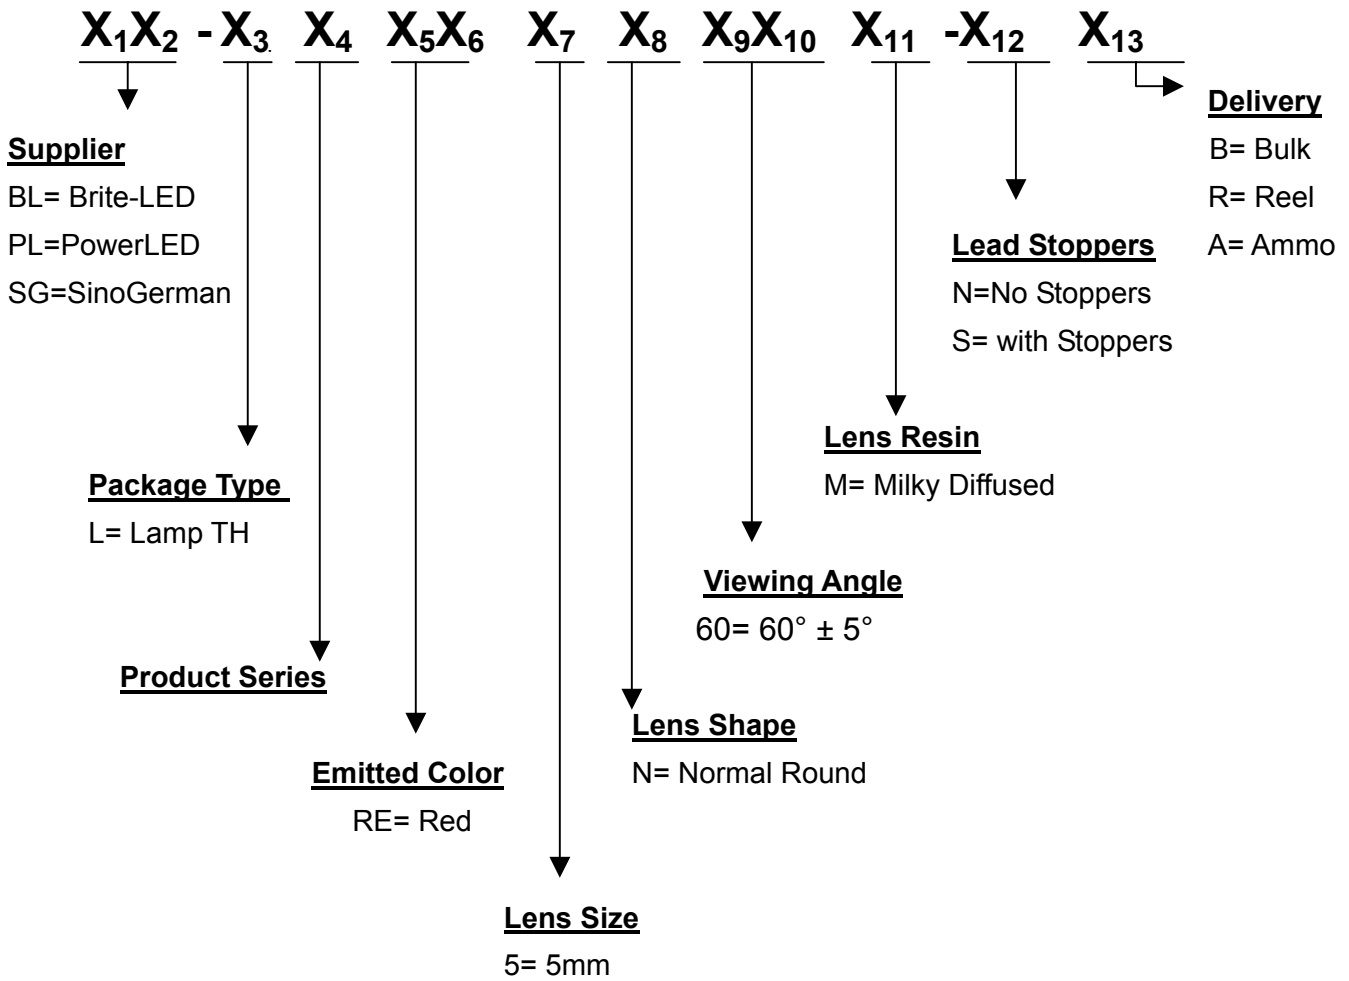 X₁X₂ - X₃ X₄ X₅X₆ X₇ X₈ X₉X₁₀ X₁₁ -X₁₂ X₁₃
Supplier
BL= Brite-LED
PL=PowerLED
SG=SinoGerman
Package Type
L= Lamp TH
Product Series
Emitted Color
RE= Red
Lens Size
5= 5mm
Lens Shape
N= Normal Round
Viewing Angle
60= 60° ± 5°
Lens Resin
M= Milky Diffused
Lead Stoppers
N=No Stoppers
S= with Stoppers
Delivery
B= Bulk
R= Reel
A= Ammo